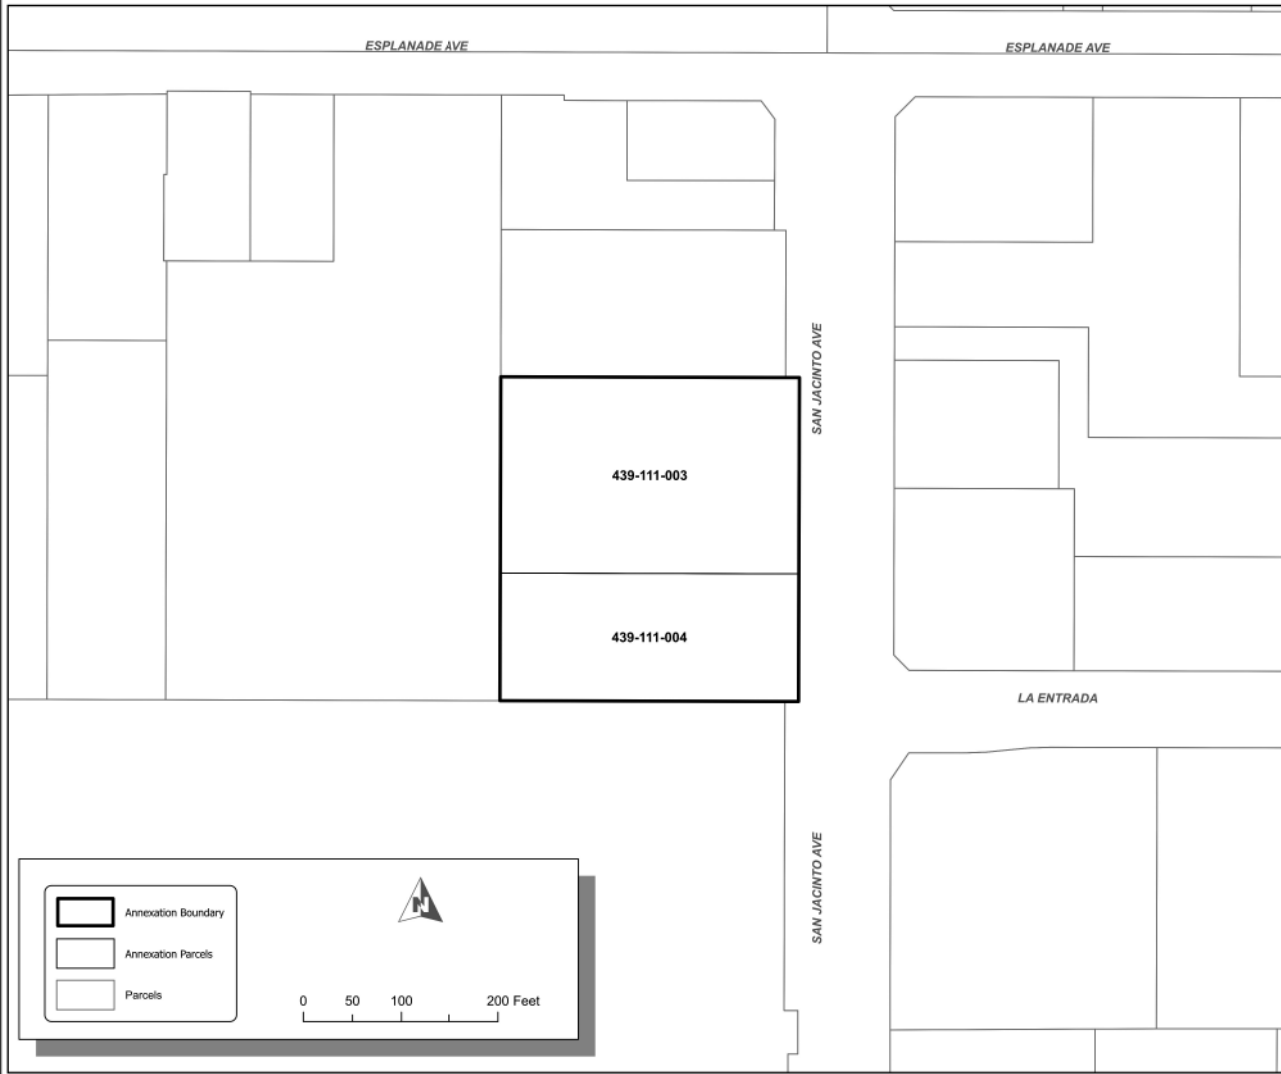 ESPLANADE AVE
ESPLANADE AVE
SAN JACINTO AVE
439-111-003
439-111-004
LA ENTRADA
SAN JACINTO AVE
Annexation Boundary
Annexation Parcels
Parcels
N
0 50 100 200 Feet